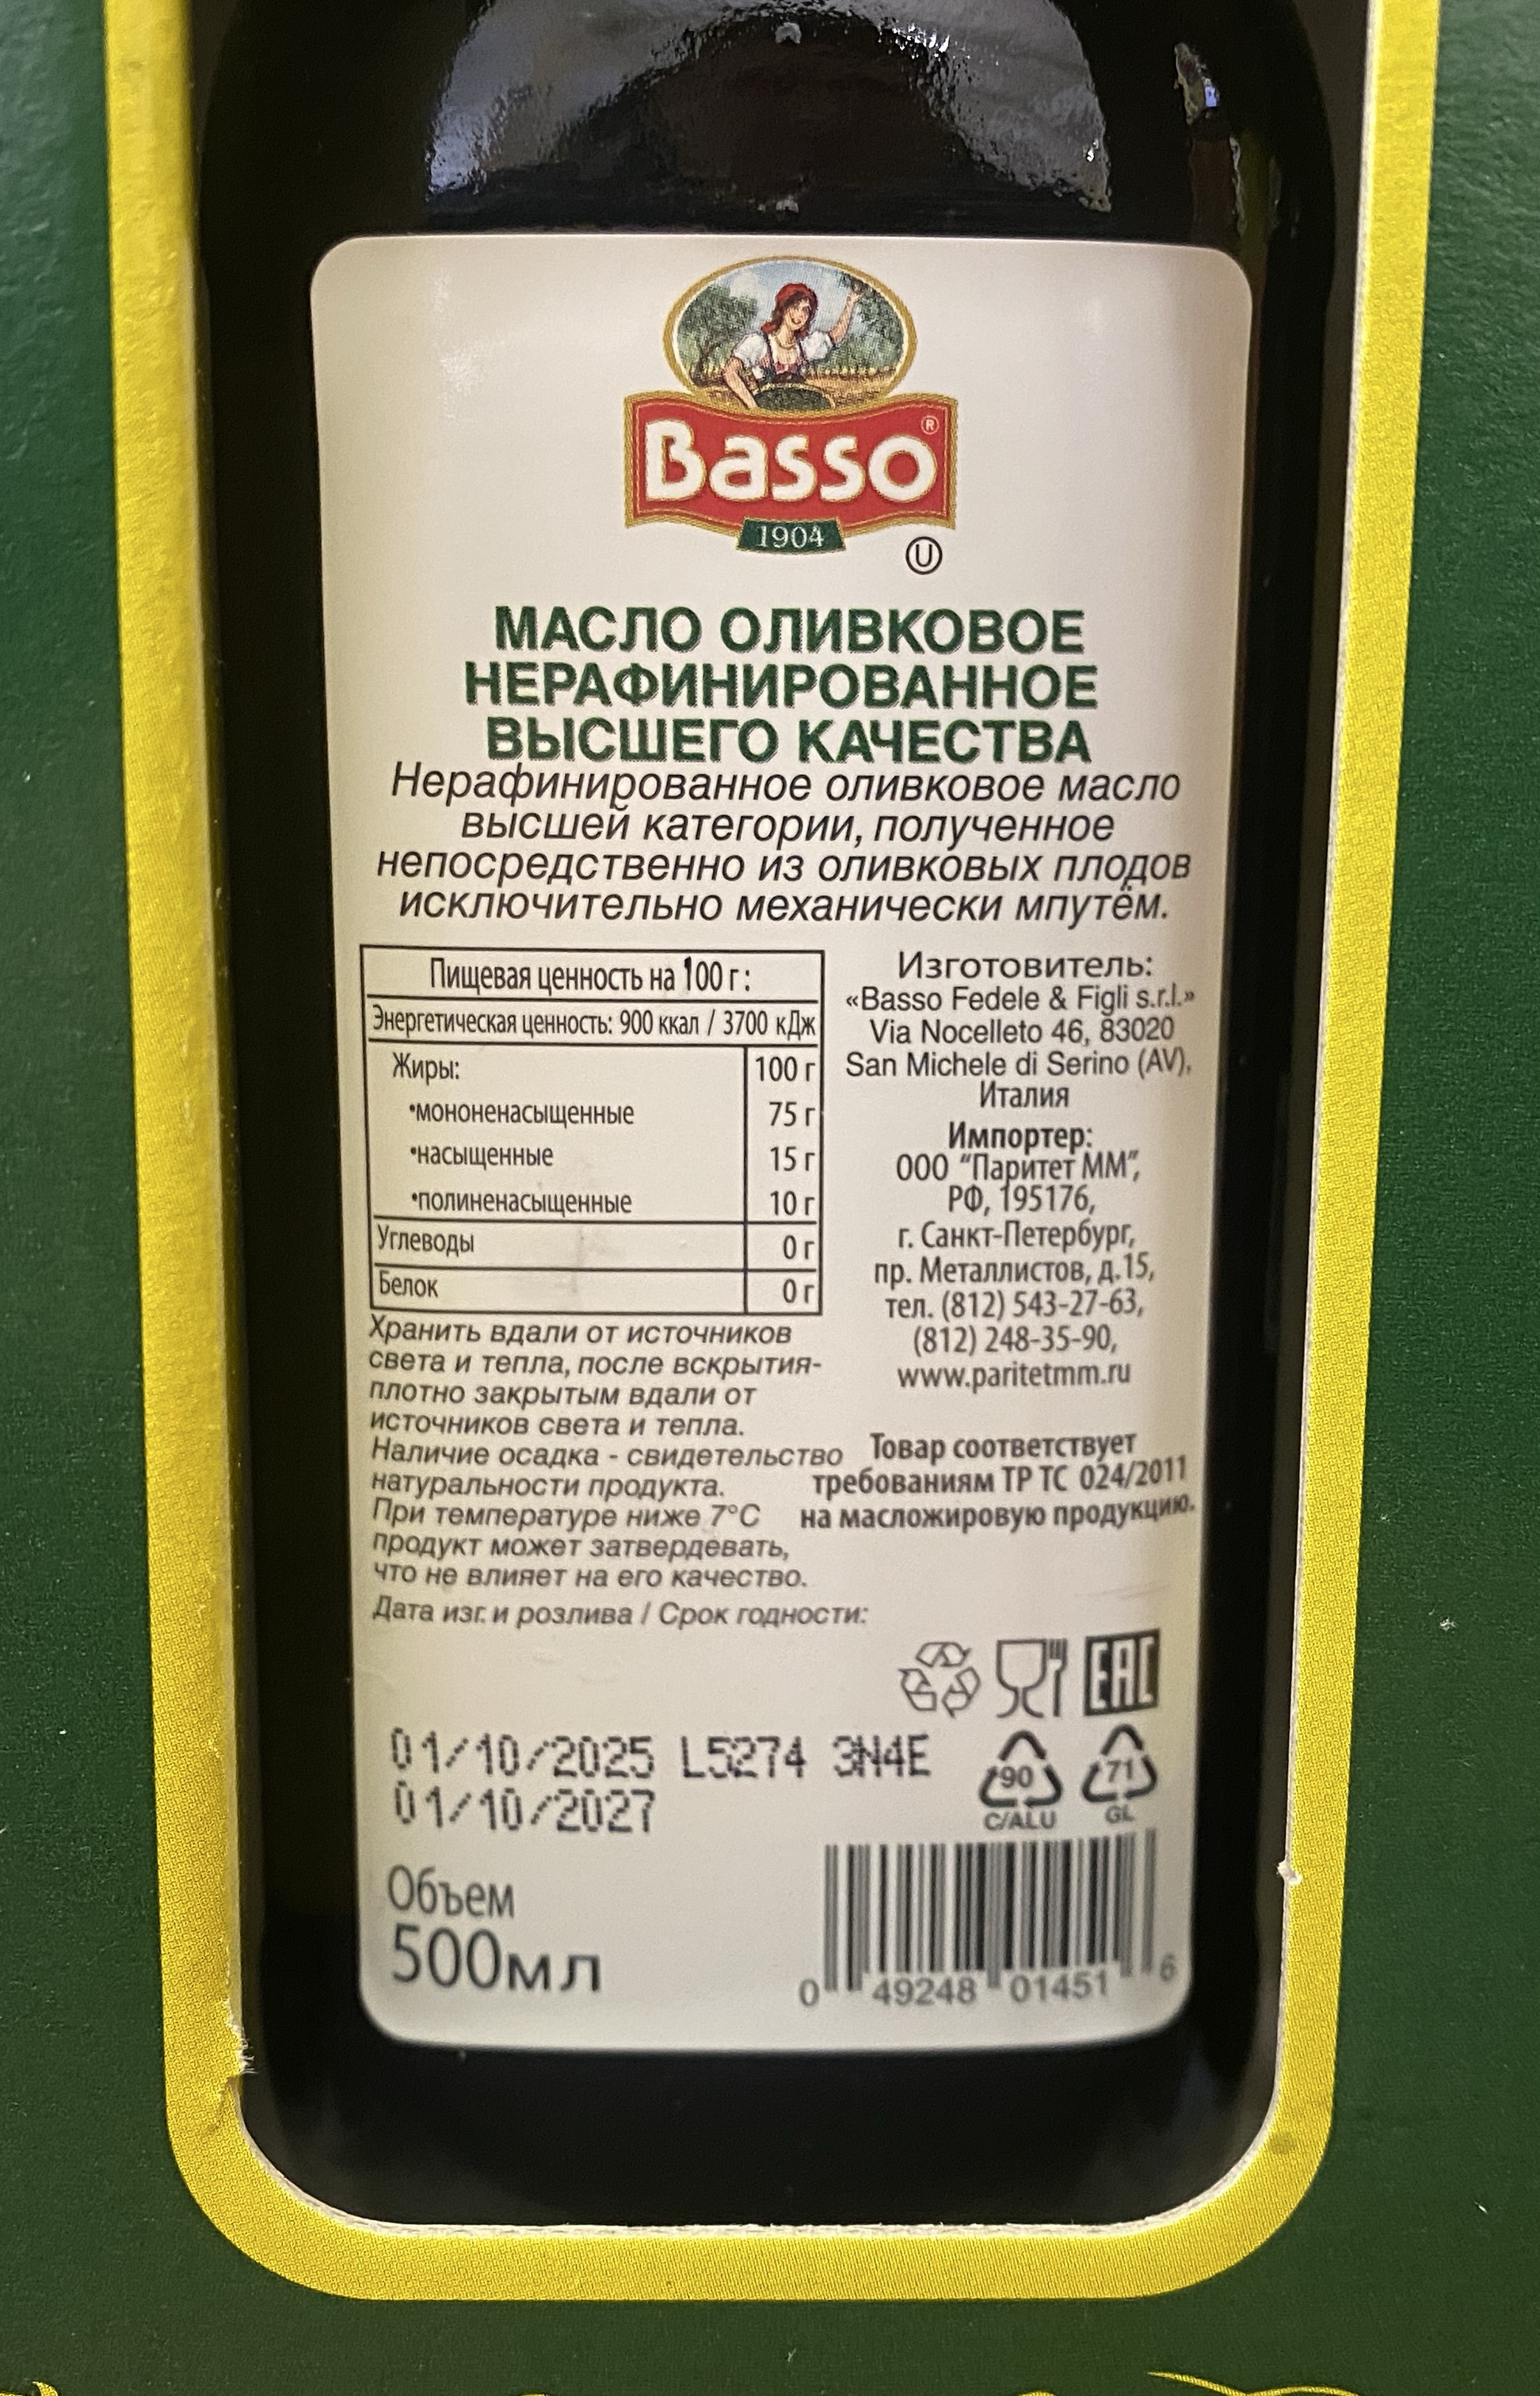 Basso®
1904
U
МАСЛО ОЛИВКОВОЕ
НЕРАФИНИРОВАННОЕ
ВЫСШЕГО КАЧЕСТВА
Нерафинированное оливковое масло
высшей категории, полученное
непосредственно из оливковых плодов
исключительно механически мпутём.
Пищевая ценность на 100 г :
Энергетическая ценность: 900 ккал / 3700 кДж
Жиры: 100 г
•мононенасыщенные 75 г
•насыщенные 15 г
•полиненасыщенные 10 г
Углеводы 0 г
Белок 0 г
Хранить вдали от источников
света и тепла, после вскрытия-
плотно закрытым вдали от
источников света и тепла.
Наличие осадка - свидетельство
натуральности продукта.
При температуре ниже 7°С
продукт может затвердевать,
что не влияет на его качество.
Дата изг. и розлива / Срок годности:
Изготовитель:
«Basso Fedele & Figli s.r.l.»
Via Nocelleto 46, 83020
San Michele di Serino (AV),
Италия
Импортер:
ООО “Паритет ММ”,
РФ, 195176,
г. Санкт-Петербург,
пр. Металлистов, д.15,
тел. (812) 543-27-63,
(812) 248-35-90,
www.paritetmm.ru
Товар соответствует
требованиям ТР ТС 024/2011
на масложировую продукцию.
EAC
01/10/2025 L5274 3N4E
01/10/2027
90
C/ALU
71
GL
Объем
500мл
0 49248 01451 6